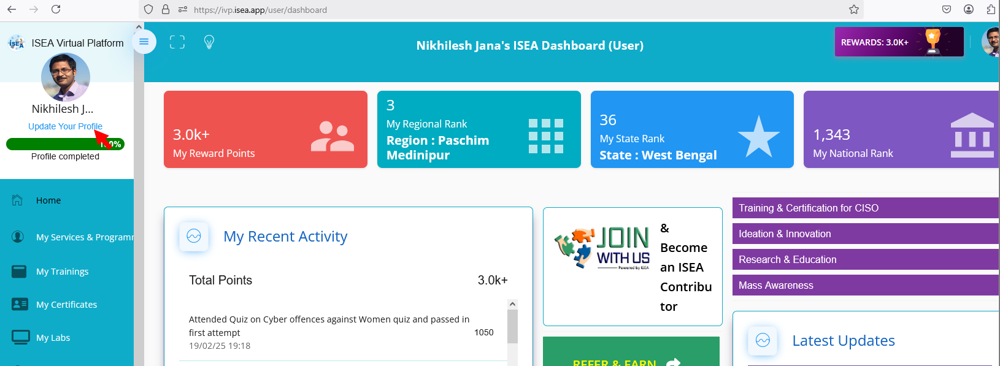 https://ivp.isea.app/user/dashboard
ISEA Virtual Platform
Nikhilesh J...
Update Your Profile
Profile completed
Home
My Services & Program
My Trainings
My Certificates
My Labs
Nikhilesh Jana's ISEA Dashboard (User)
REWARDS: 3.0K+
3.0k+
My Reward Points
3
My Regional Rank
Region : Paschim
Medinipur
36
My State Rank
State : West Bengal
1,343
My National Rank
My Recent Activity
Total Points 3.0k+
Attended Quiz on Cyber offences against Women quiz and passed in
first attempt
1050
19/02/25 19:18
JOIN
WITH US
Powered by ISEA
&
Become
an ISEA
Contribu
tor
REFER & EARN
Training & Certification for CISO
Ideation & Innovation
Research & Education
Mass Awareness
Latest Updates